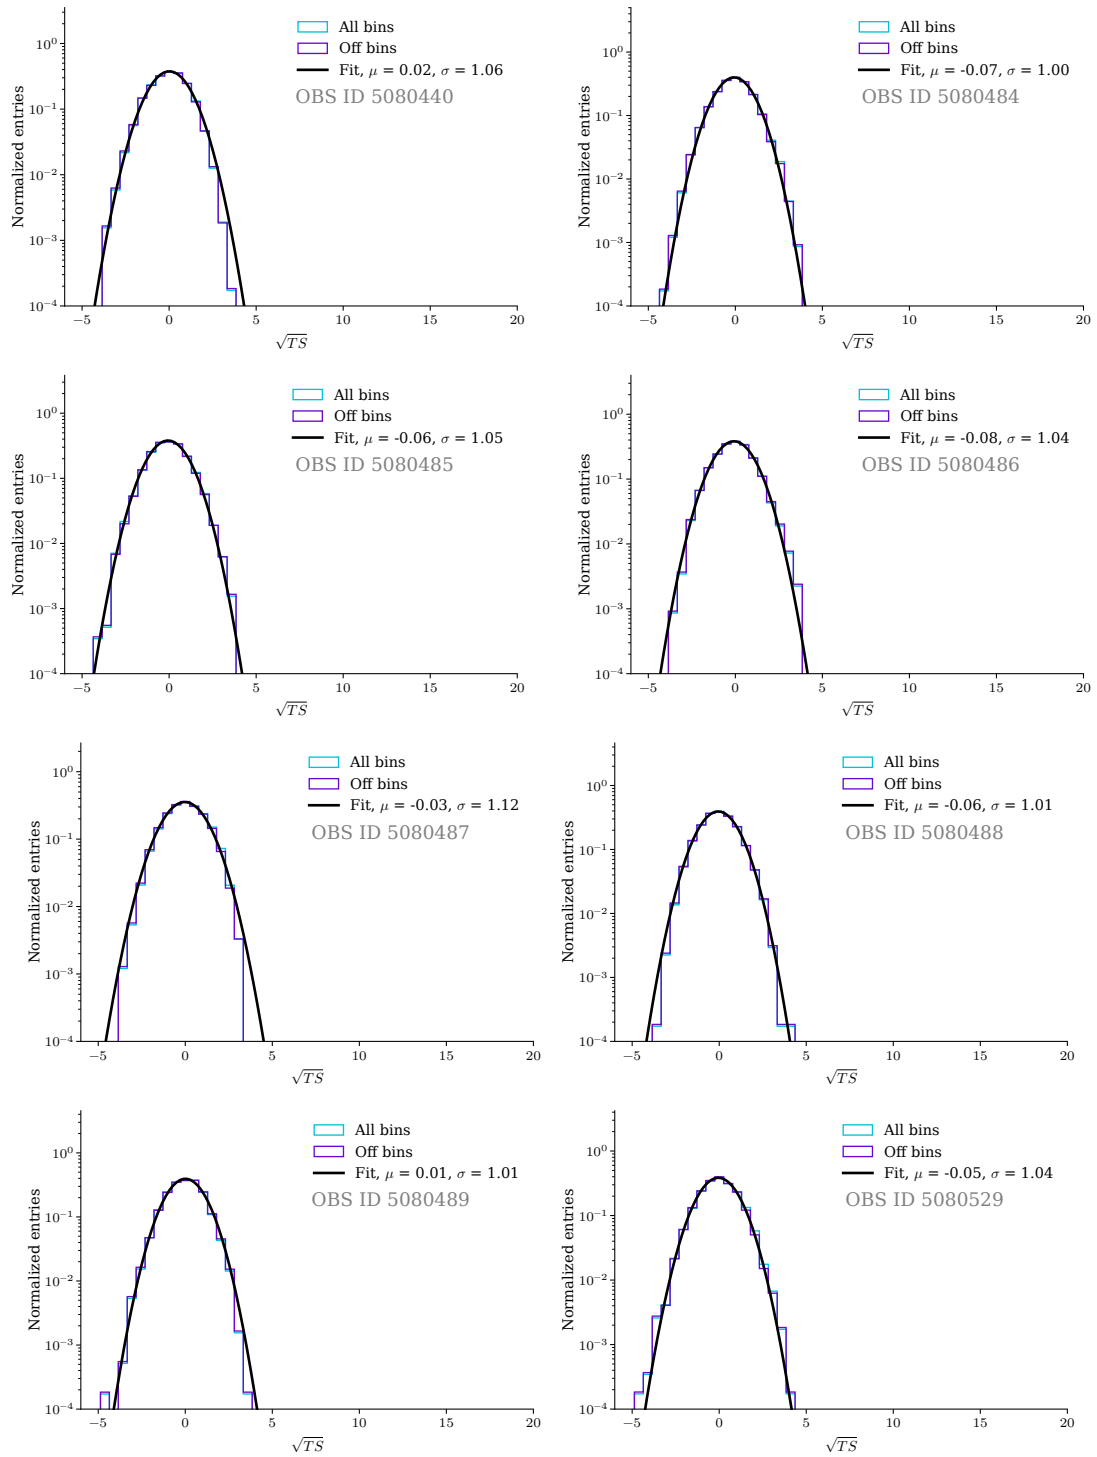 All bins
Off bins
Fit, μ = 0.02, σ = 1.06
OBS ID 5080440
Normalized entries
10⁰
10⁻¹
10⁻²
10⁻³
10⁻⁴
−5 0 5 10 15 20
√TS
All bins
Off bins
Fit, μ = -0.07, σ = 1.00
OBS ID 5080484
Normalized entries
10⁰
10⁻¹
10⁻²
10⁻³
10⁻⁴
−5 0 5 10 15 20
√TS
All bins
Off bins
Fit, μ = -0.06, σ = 1.05
OBS ID 5080485
Normalized entries
10⁰
10⁻¹
10⁻²
10⁻³
10⁻⁴
−5 0 5 10 15 20
√TS
All bins
Off bins
Fit, μ = -0.08, σ = 1.04
OBS ID 5080486
Normalized entries
10⁰
10⁻¹
10⁻²
10⁻³
10⁻⁴
−5 0 5 10 15 20
√TS
All bins
Off bins
Fit, μ = -0.03, σ = 1.12
OBS ID 5080487
Normalized entries
10⁰
10⁻¹
10⁻²
10⁻³
10⁻⁴
−5 0 5 10 15 20
√TS
All bins
Off bins
Fit, μ = -0.06, σ = 1.01
OBS ID 5080488
Normalized entries
10⁰
10⁻¹
10⁻²
10⁻³
10⁻⁴
−5 0 5 10 15 20
√TS
All bins
Off bins
Fit, μ = 0.01, σ = 1.01
OBS ID 5080489
Normalized entries
10⁰
10⁻¹
10⁻²
10⁻³
10⁻⁴
−5 0 5 10 15 20
√TS
All bins
Off bins
Fit, μ = -0.05, σ = 1.04
OBS ID 5080529
Normalized entries
10⁰
10⁻¹
10⁻²
10⁻³
10⁻⁴
−5 0 5 10 15 20
√TS